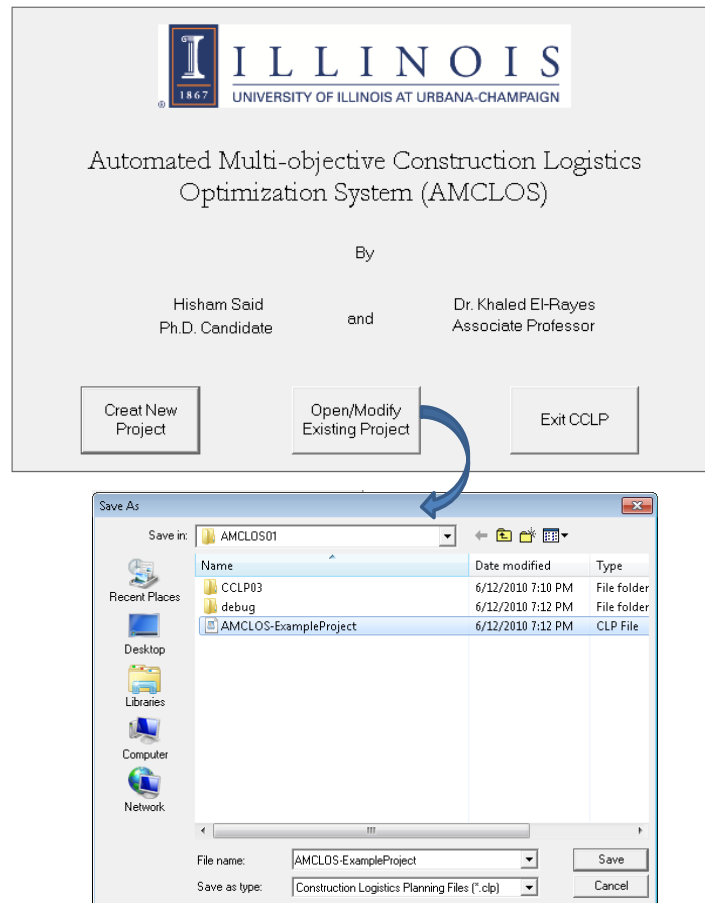 I
1867
®
ILLINOIS
UNIVERSITY OF ILLINOIS AT URBANA-CHAMPAIGN
Automated Multi-objective Construction Logistics
Optimization System (AMCLOS)
By
Hisham Said
Ph.D. Candidate
and
Dr. Khaled El-Rayes
Associate Professor
Creat New
Project
Open/Modify
Existing Project
Exit CCLP
Save As
Save in:
AMCLOS01
Recent Places
Desktop
Libraries
Computer
Network
Name
Date modified
Type
CCLP03
6/12/2010 7:10 PM
File folder
debug
6/12/2010 7:12 PM
File folder
AMCLOS-ExampleProject
6/12/2010 7:12 PM
CLP File
File name:
AMCLOS-ExampleProject
Save
Save as type:
Construction Logistics Planning Files (*.clp)
Cancel